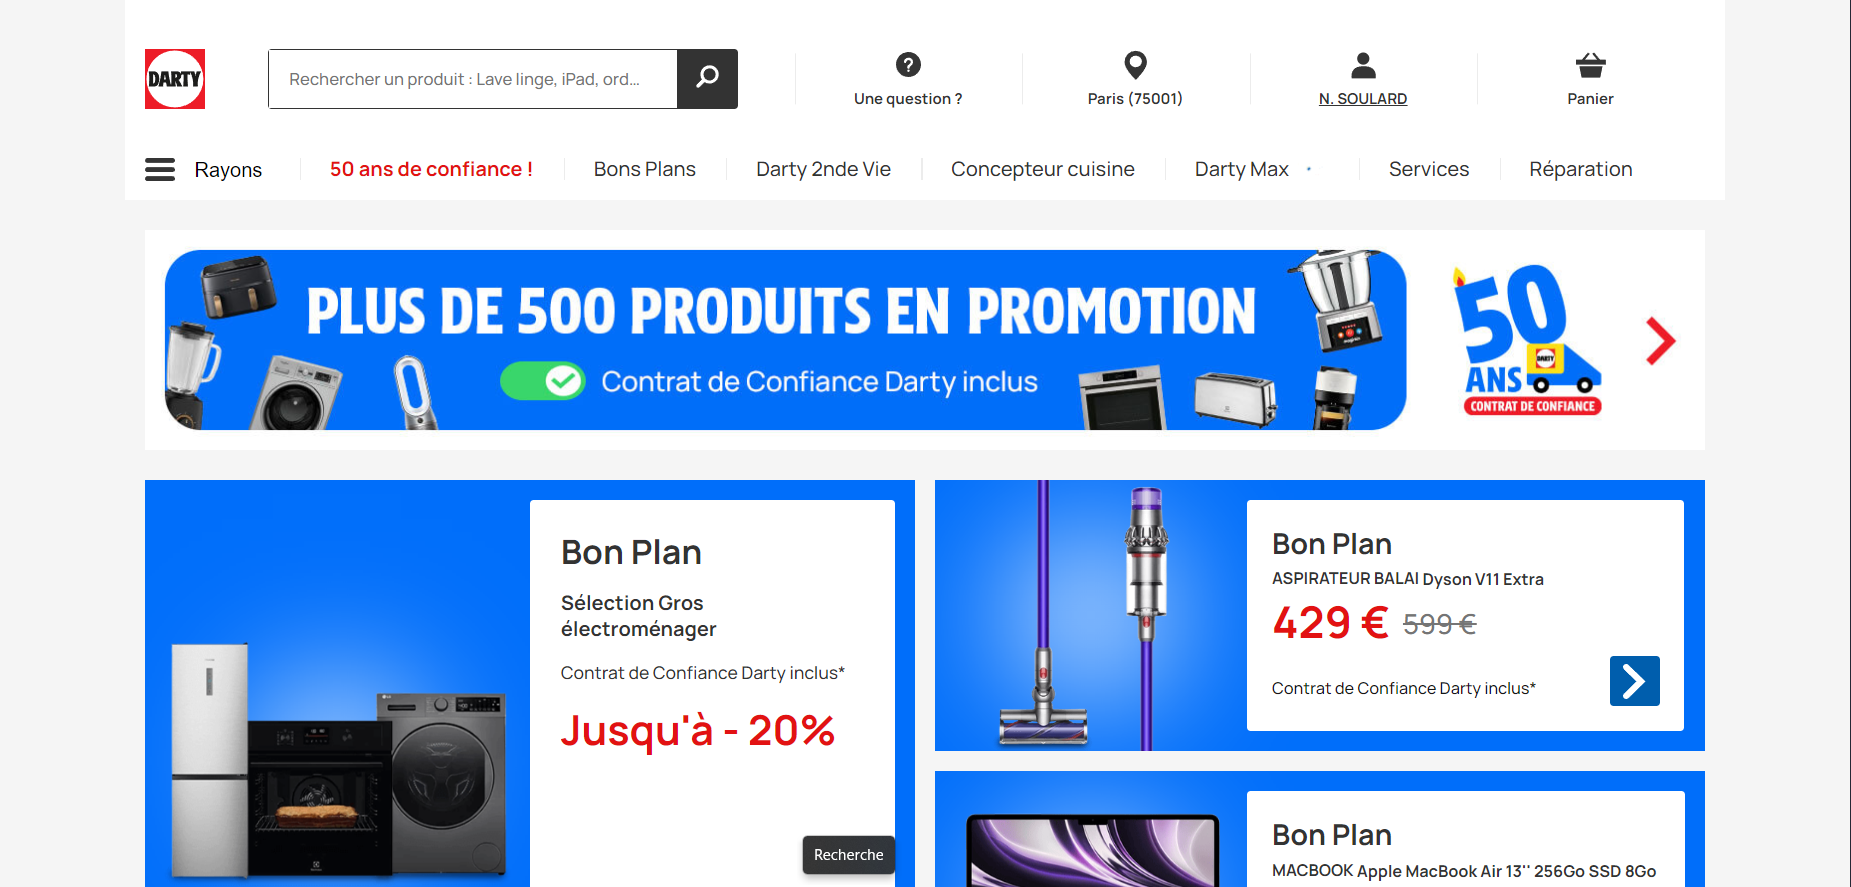 DARTY
Rechercher un produit : Lave linge, iPad, ord...
Une question ?
Paris (75001)
N. SOULARD
Panier
Rayons
50 ans de confiance !
Bons Plans
Darty 2nde Vie
Concepteur cuisine
Darty Max
Services
Réparation
PLUS DE 500 PRODUITS EN PROMOTION
Contrat de Confiance Darty inclus
50
DARTY
ANS
CONTRAT DE CONFIANCE
Bon Plan
Sélection Gros
électroménager
Contrat de Confiance Darty inclus*
Jusqu'à - 20%
Bon Plan
ASPIRATEUR BALAI Dyson V11 Extra
429 € 599 €
Contrat de Confiance Darty inclus*
Recherche
Bon Plan
MACBOOK Apple MacBook Air 13'' 256Go SSD 8Go